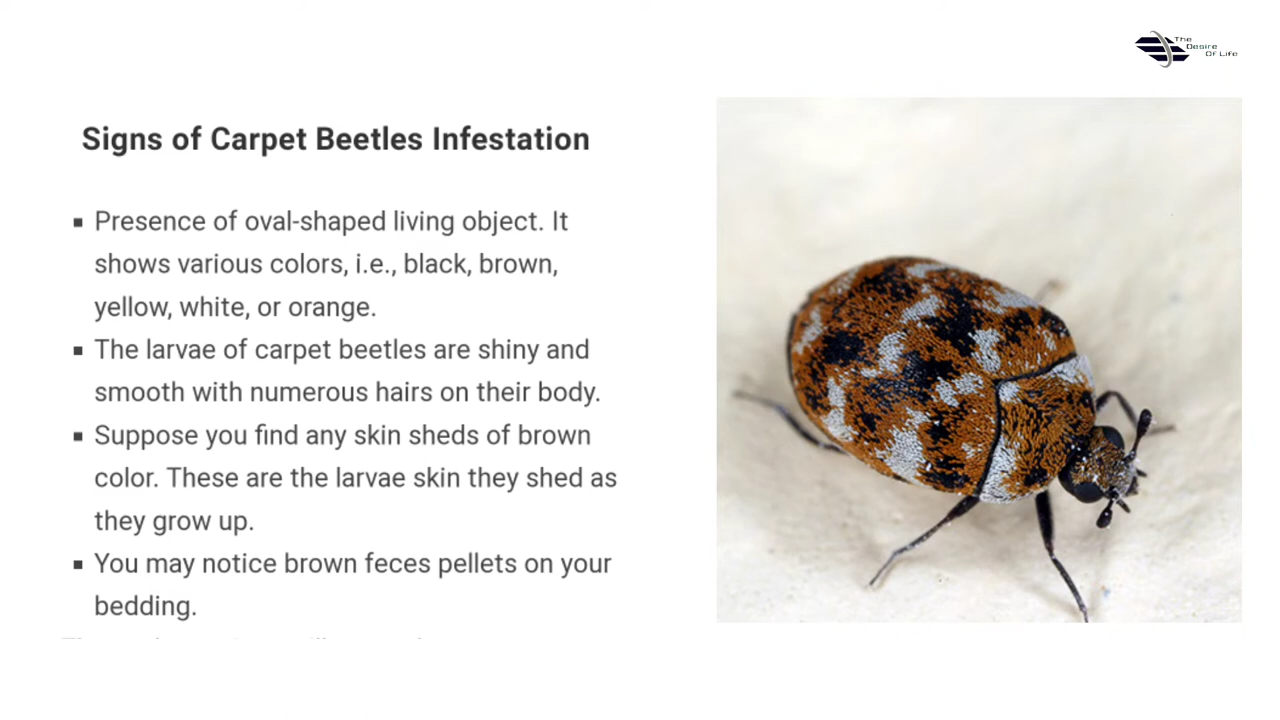 The
Desire
Of Life
Signs of Carpet Beetles Infestation
▪ Presence of oval-shaped living object. It
shows various colors, i.e., black, brown,
yellow, white, or orange.
▪ The larvae of carpet beetles are shiny and
smooth with numerous hairs on their body.
▪ Suppose you find any skin sheds of brown
color. These are the larvae skin they shed as
they grow up.
▪ You may notice brown feces pellets on your
bedding.